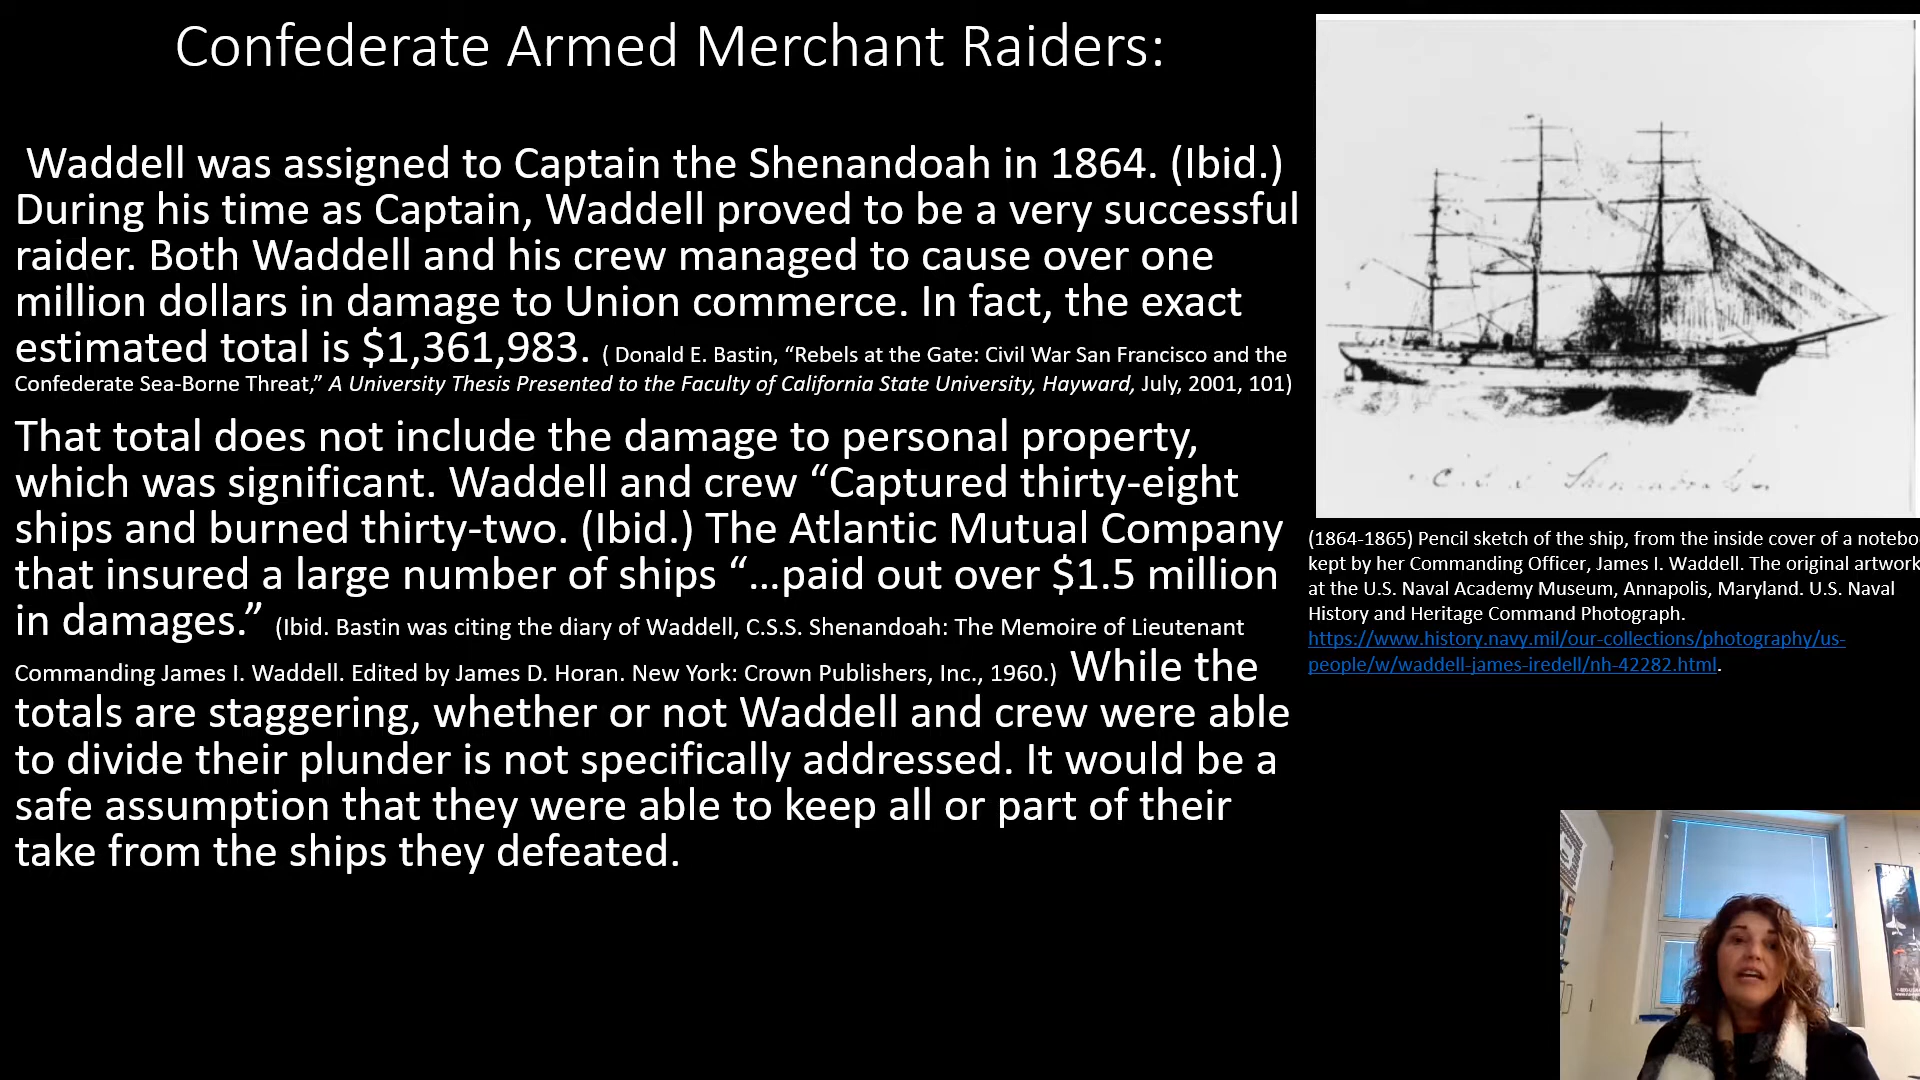 Confederate Armed Merchant Raiders:
Waddell was assigned to Captain the Shenandoah in 1864. (Ibid.)
During his time as Captain, Waddell proved to be a very successful
raider. Both Waddell and his crew managed to cause over one
million dollars in damage to Union commerce. In fact, the exact
estimated total is $1,361,983. ( Donald E. Bastin, “Rebels at the Gate: Civil War San Francisco and the
Confederate Sea-Borne Threat,” A University Thesis Presented to the Faculty of California State University, Hayward, July, 2001, 101)
That total does not include the damage to personal property,
which was significant. Waddell and crew “Captured thirty-eight
ships and burned thirty-two. (Ibid.) The Atlantic Mutual Company
that insured a large number of ships “…paid out over $1.5 million
in damages.” (Ibid. Bastin was citing the diary of Waddell, C.S.S. Shenandoah: The Memoire of Lieutenant
Commanding James I. Waddell. Edited by James D. Horan. New York: Crown Publishers, Inc., 1960.) While the
totals are staggering, whether or not Waddell and crew were able
to divide their plunder is not specifically addressed. It would be a
safe assumption that they were able to keep all or part of their
take from the ships they defeated.
C.S.S. Shenandoah
(1864-1865) Pencil sketch of the ship, from the inside cover of a notebo
kept by her Commanding Officer, James I. Waddell. The original artwork
at the U.S. Naval Academy Museum, Annapolis, Maryland. U.S. Naval
History and Heritage Command Photograph.
https://www.history.navy.mil/our-collections/photography/us-
people/w/waddell-james-iredell/nh-42282.html.